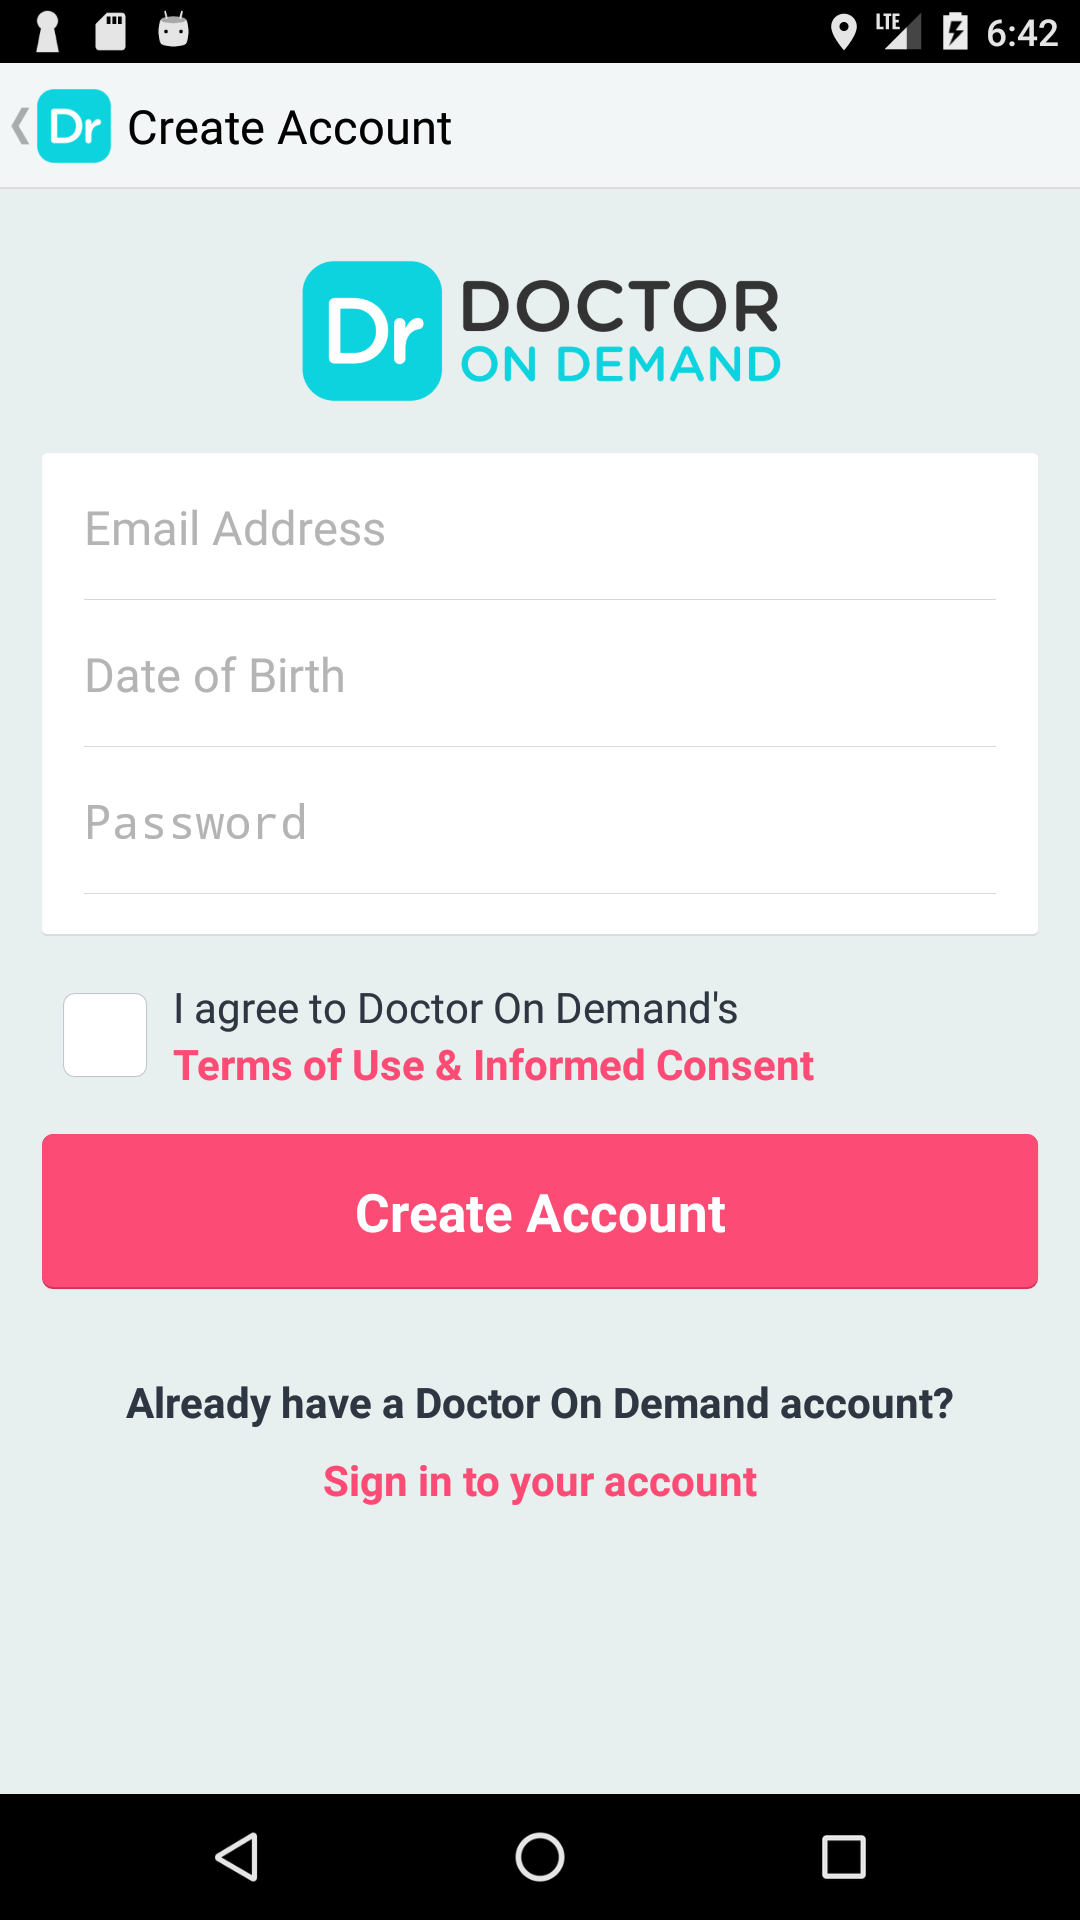 LTE 6:42
Dr Create Account
Dr DOCTOR
ON DEMAND
Email Address
Date of Birth
Password
I agree to Doctor On Demand's
Terms of Use & Informed Consent
Create Account
Already have a Doctor On Demand account?
Sign in to your account